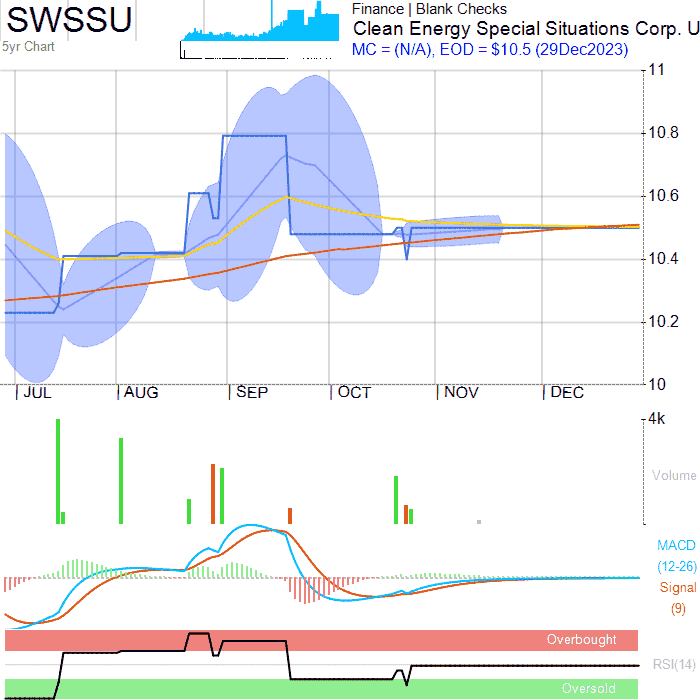 SWSSU
5yr Chart
Finance | Blank Checks
Clean Energy Special Situations Corp. U
MC = (N/A), EOD = $10.5 (29Dec2023)
11
10.8
10.6
10.4
10.2
10
JUL AUG SEP OCT NOV DEC
4k
Volume
MACD
(12-26)
Signal
(9)
Overbought
RSI(14)
Oversold